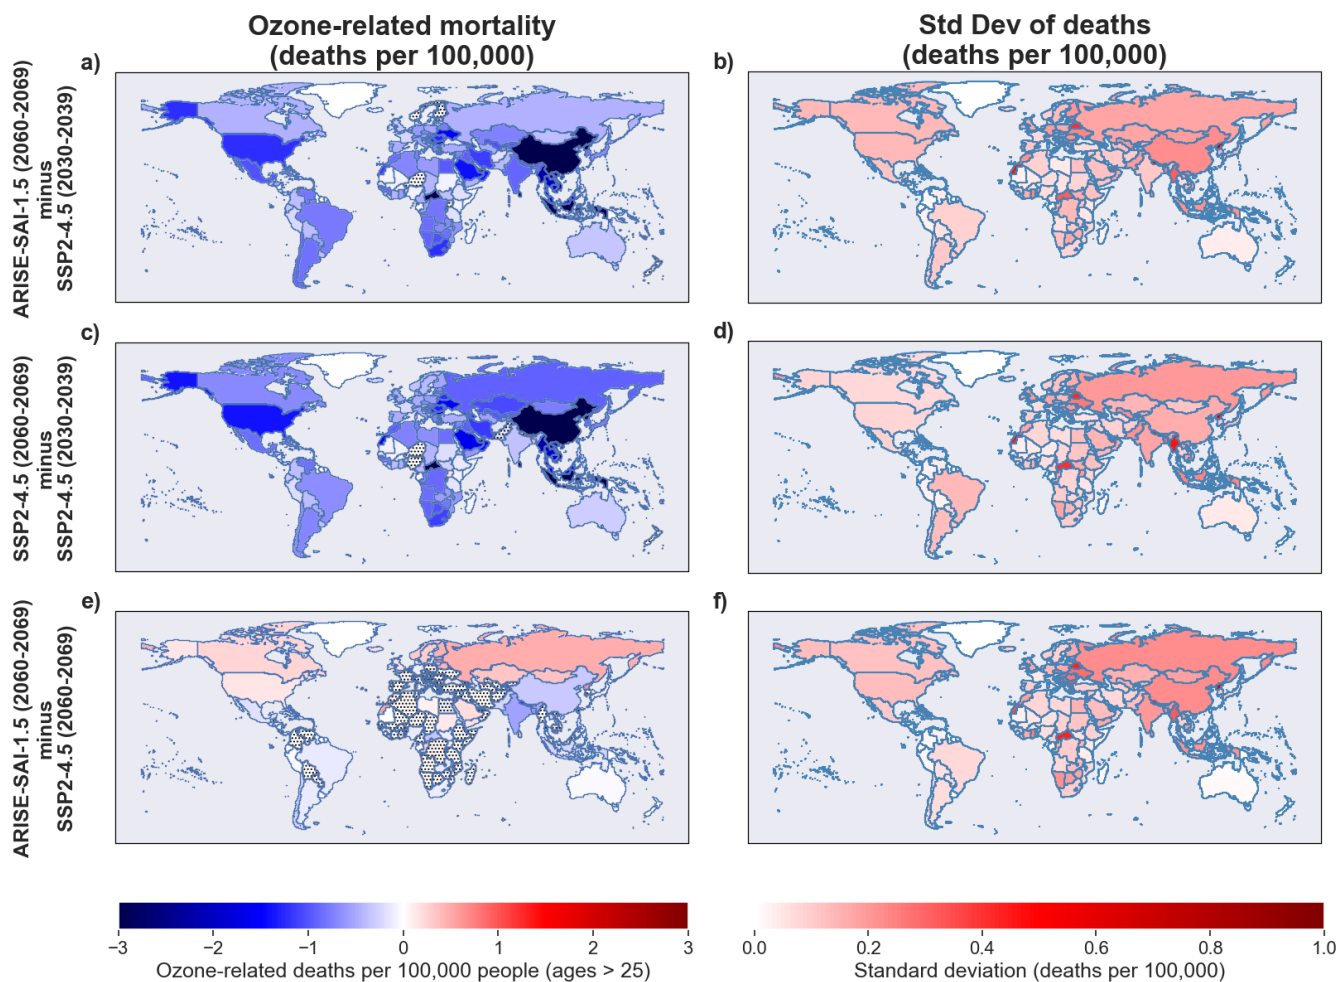 Ozone-related mortality
(deaths per 100,000)
Std Dev of deaths
(deaths per 100,000)
a)
b)
ARISE-SAI-1.5 (2060-2069)
minus
SSP2-4.5 (2030-2039)
c)
d)
SSP2-4.5 (2060-2069)
minus
SSP2-4.5 (2030-2039)
e)
f)
ARISE-SAI-1.5 (2060-2069)
minus
SSP2-4.5 (2060-2069)
−3 −2 −1 0 1 2 3
Ozone-related deaths per 100,000 people (ages > 25)
0.0 0.2 0.4 0.6 0.8 1.0
Standard deviation (deaths per 100,000)